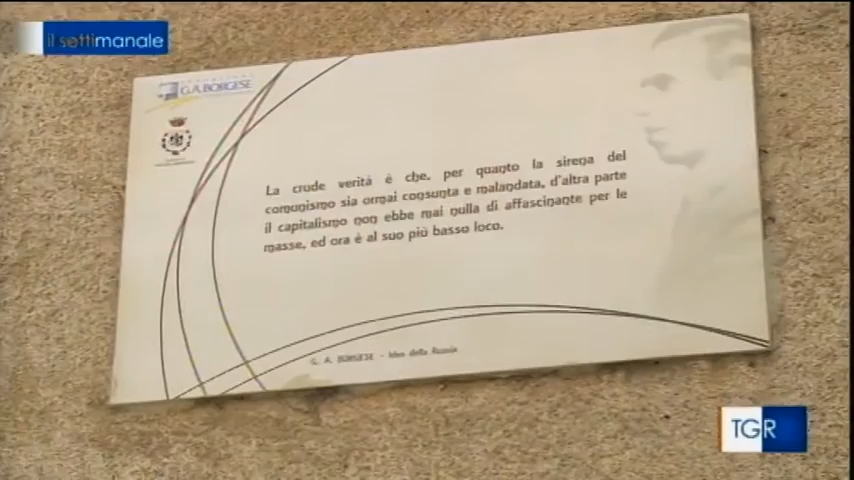 il settimanale
FONDAZIONE
G.A.BORGESE
La crude verità è che, per quanto la sirena del
comunismo sia ormai consunta e malandata, d'altra parte
il capitalismo non ebbe mai nulla di affascinante per le
masse, ed ora è al suo più basso loco.
G. A. BORGESE - Idea della Russia
TGR